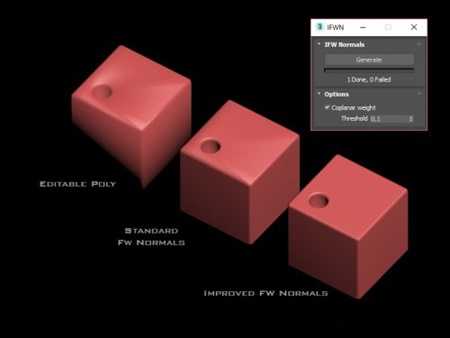 IFWN
IFW Normals
Generate
1 Done, 0 Failed
Options
Coplanar weight
Threshold 0,1
Editable Poly
Standard
FW Normals
Improved FW Normals